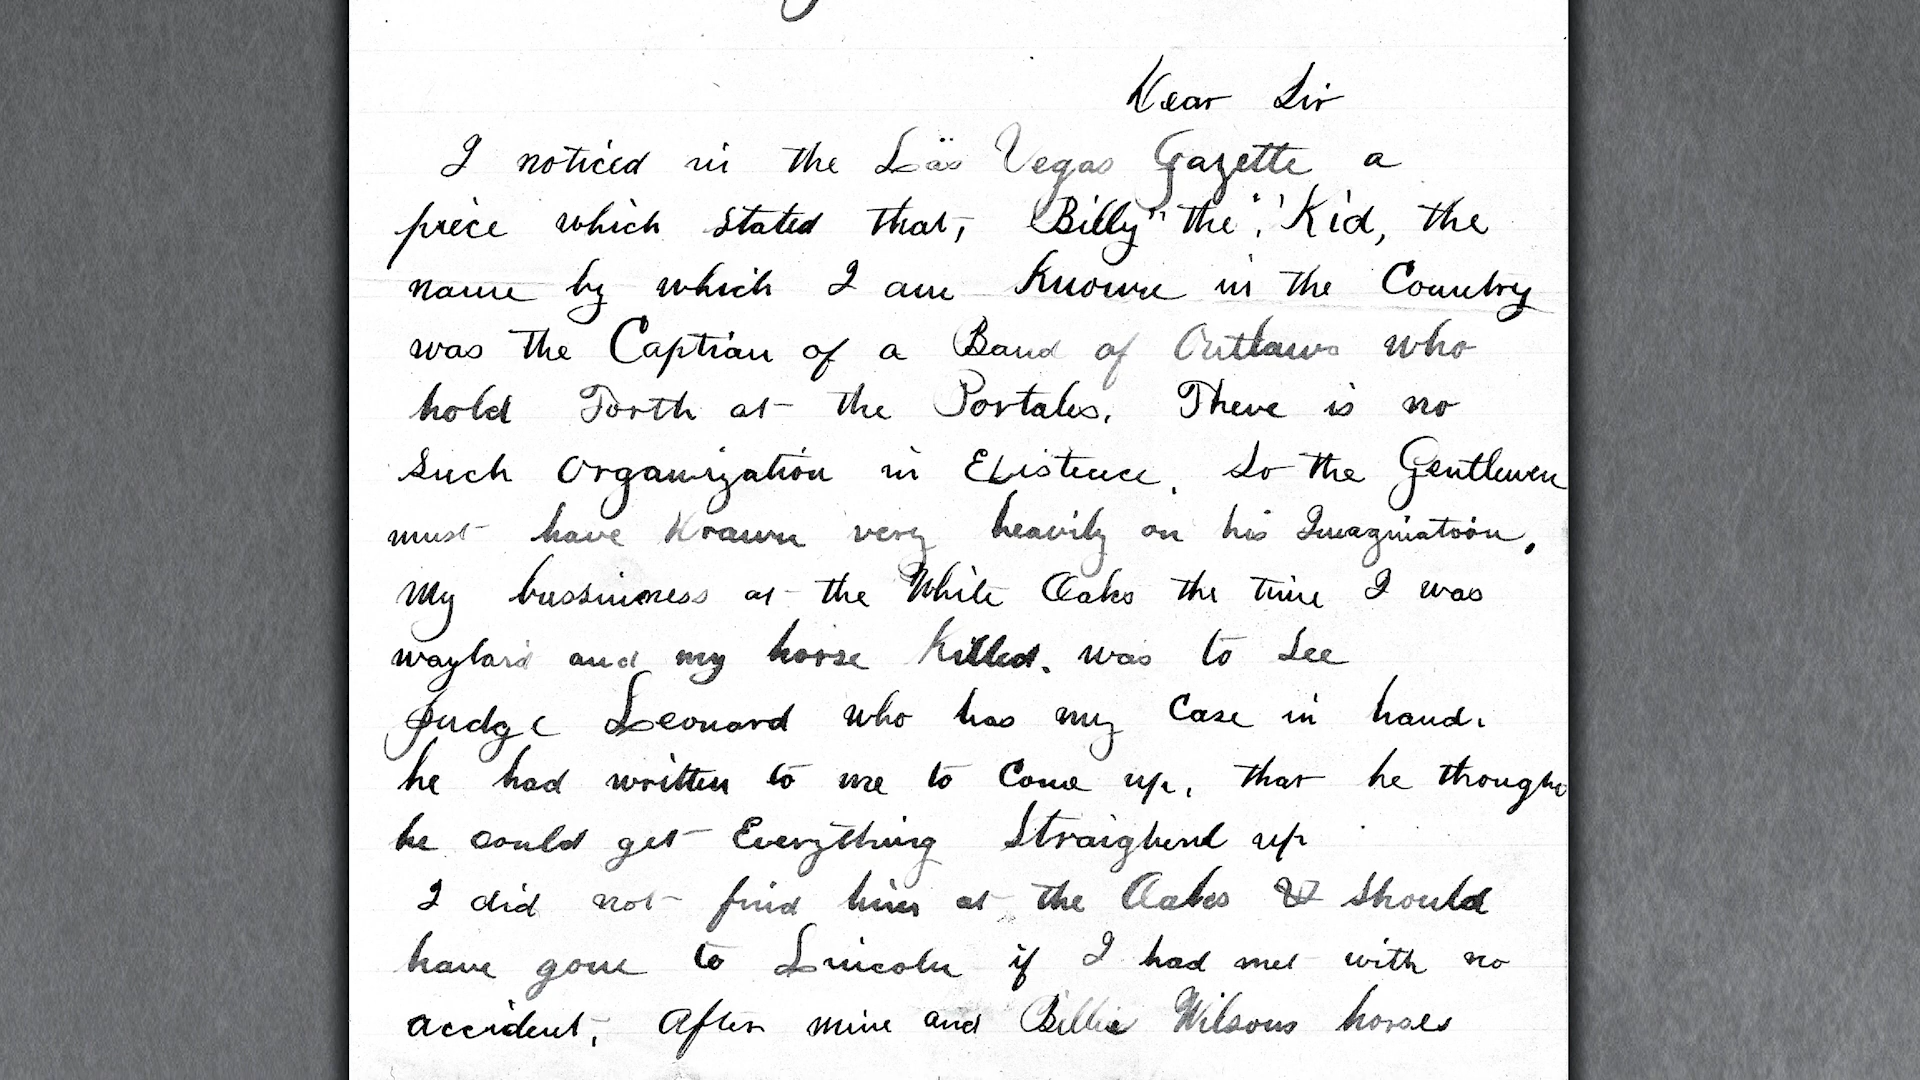 Dear Sir
I noticed in the Las Vegas Gazette a
piece which stated that, Billy "the" Kid, the
name by which I am Knowne in the Country
was the Captian of a Band of Outlaws who
hold Forth at the Portales. There is no
Such Organization in Existence. So the Gentlemen
must have Drawn very heavily on his Imagination.
My bussiness at the White Oaks the time I was
waylaid and my horse Killed. was to See
Judge Leonard who has my Case in hand.
he had written to me to Come up, that he thought
he could get Everything Straighend up
I did not find him at the Oaks & Should
have gone to Lincoln if I had met with no
accident, After mine and Billie Wilsons horses